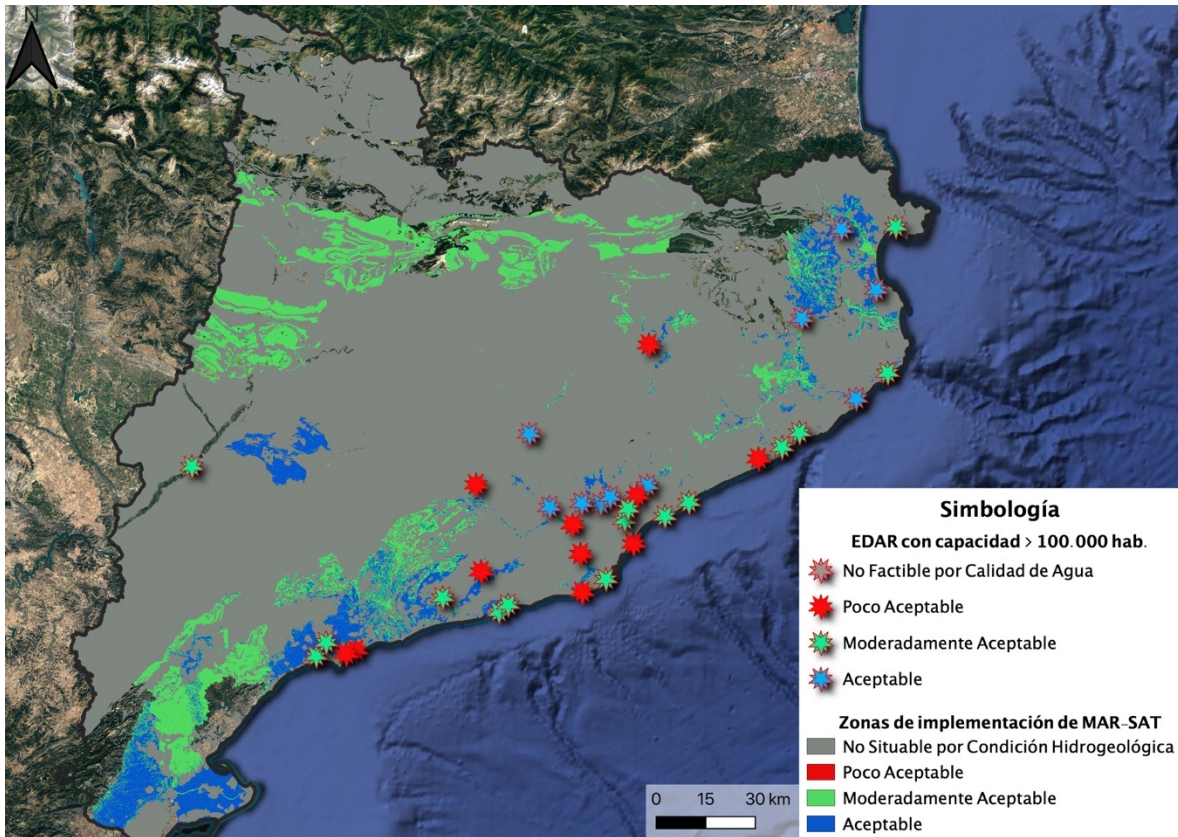 N
Simbología
EDAR con capacidad > 100.000 hab.
No Factible por Calidad de Agua
Poco Aceptable
Moderadamente Aceptable
Aceptable
Zonas de implementación de MAR-SAT
No Situable por Condición Hidrogeológica
Poco Aceptable
Moderadamente Aceptable
Aceptable
0 15 30 km